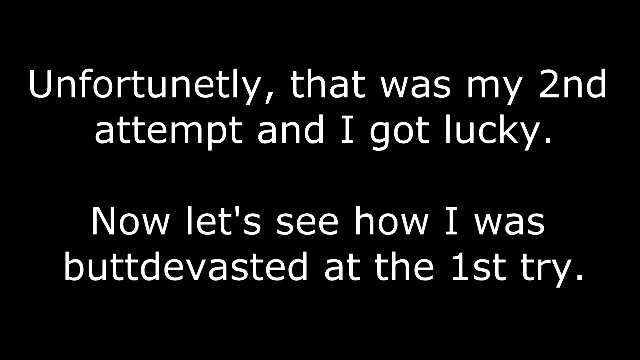 Unfortunetly, that was my 2nd
attempt and I got lucky.
Now let's see how I was
buttdevasted at the 1st try.